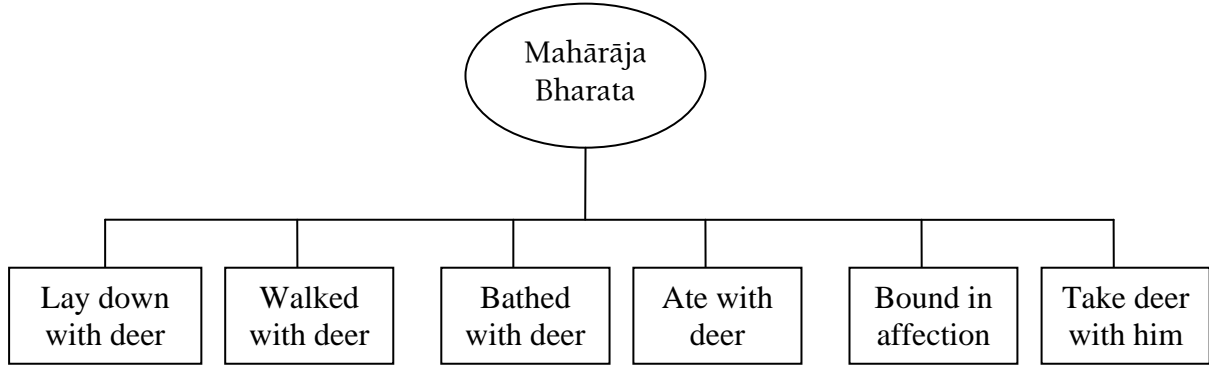 Mahārāja
Bharata
Lay down
with deer
Walked
with deer
Bathed
with deer
Ate with
deer
Bound in
affection
Take deer
with him